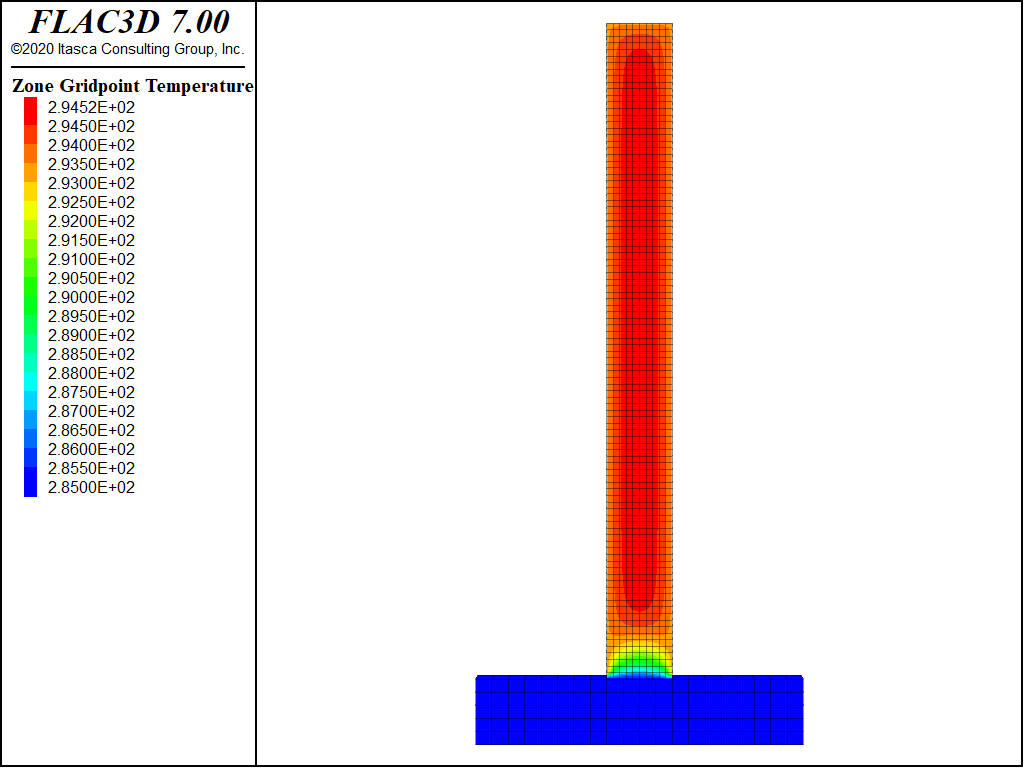 FLAC3D 7.00
©2020 Itasca Consulting Group, Inc.
Zone Gridpoint Temperature
2.9452E+02
2.9450E+02
2.9400E+02
2.9350E+02
2.9300E+02
2.9250E+02
2.9200E+02
2.9150E+02
2.9100E+02
2.9050E+02
2.9000E+02
2.8950E+02
2.8900E+02
2.8850E+02
2.8800E+02
2.8750E+02
2.8700E+02
2.8650E+02
2.8600E+02
2.8550E+02
2.8500E+02